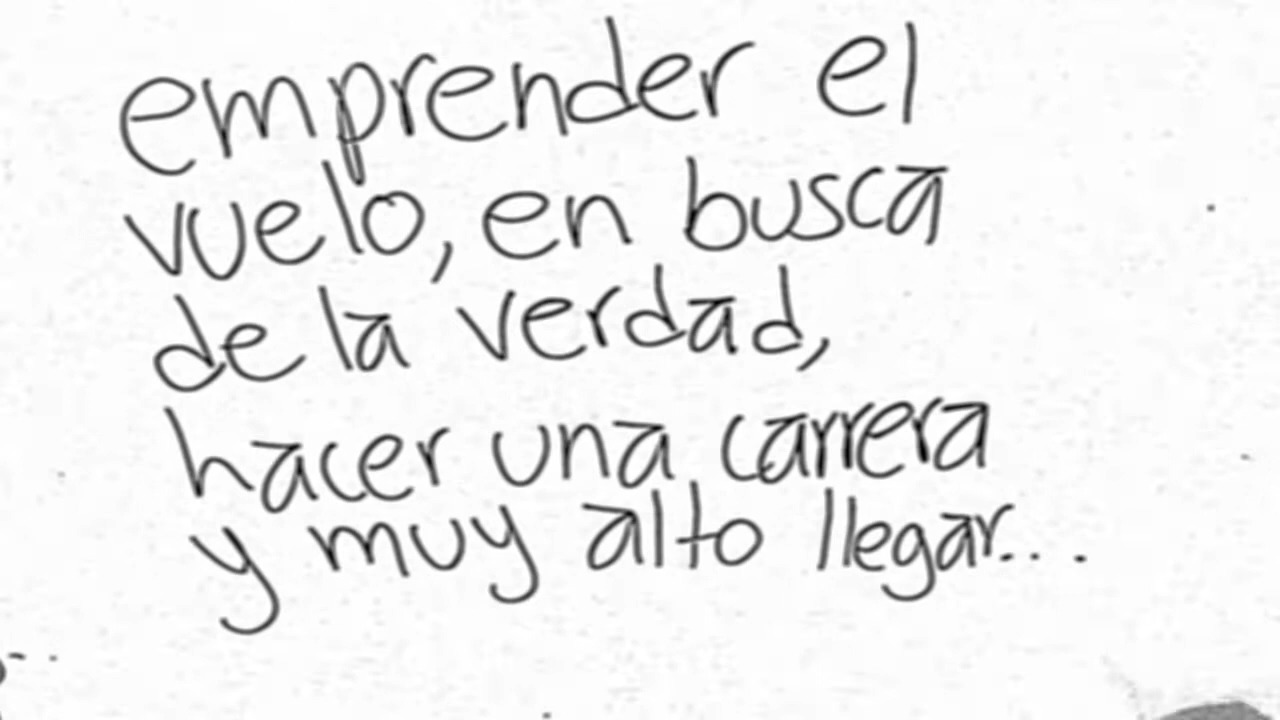 emprender el
vuelo, en busca
de la verdad,
hacer una carrera
y muy alto llegar...